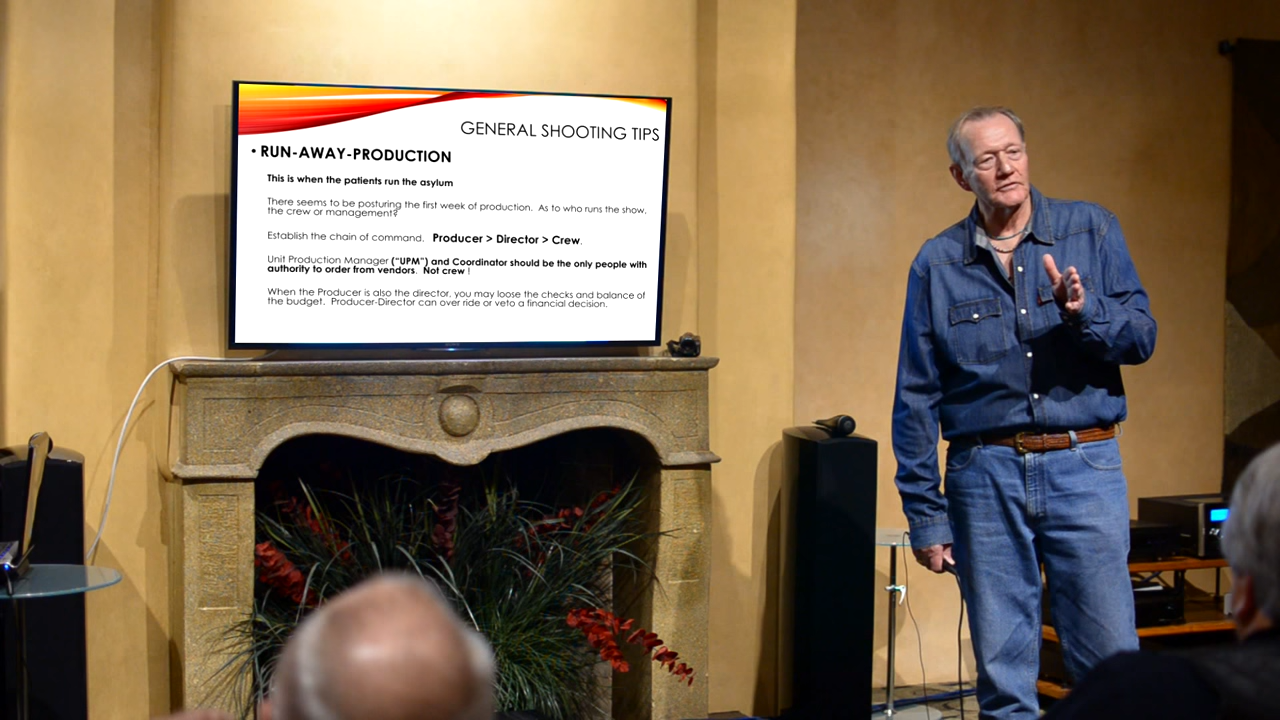 GENERAL SHOOTING TIPS
• RUN-AWAY-PRODUCTION
This is when the patients run the asylum
There seems to be posturing the first week of production. As to who runs the show,
the crew or management?
Establish the chain of command. Producer > Director > Crew.
Unit Production Manager ("UPM") and Coordinator should be the only people with
authority to order from vendors. Not crew !
When the Producer is also the director, you may loose the checks and balance of
the budget. Producer-Director can over ride or veto a financial decision.